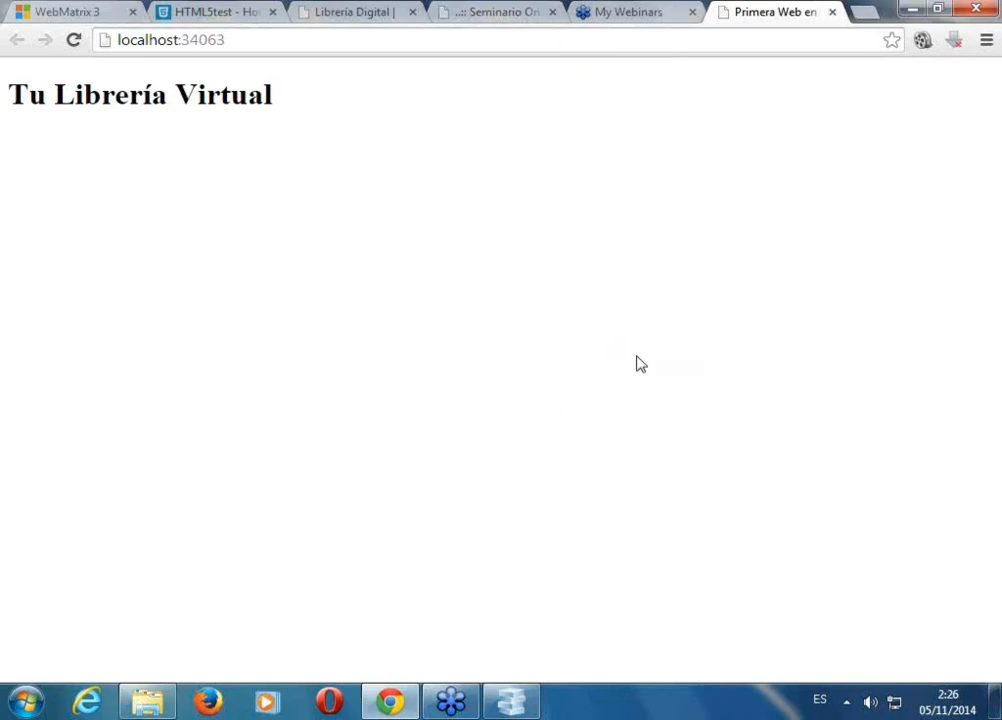 WebMatrix 3
HTML5test - Ho
Librería Digital |
..:: Seminario On
My Webinars
Primera Web en
localhost:34063
Tu Librería Virtual
ES
2:26
05/11/2014